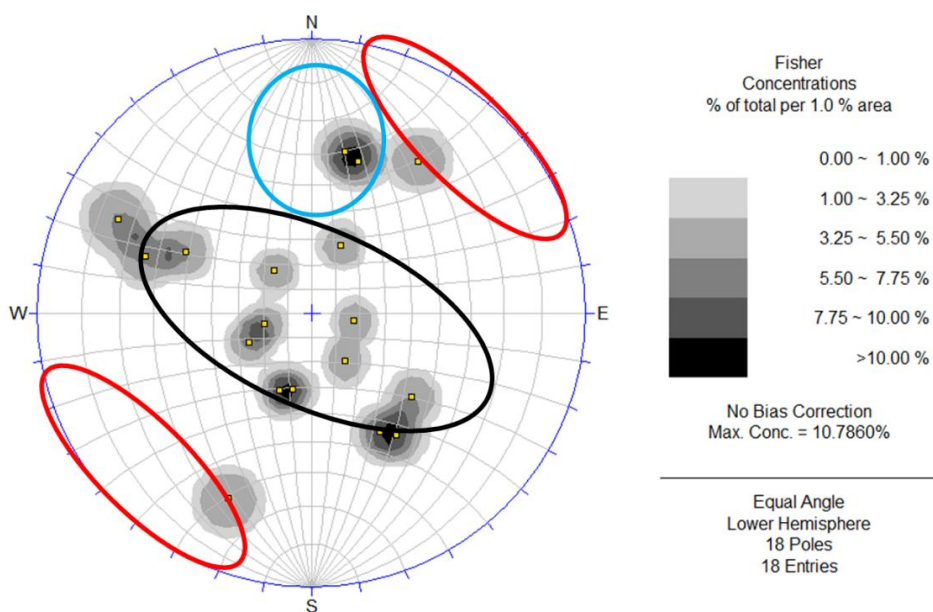 N
W
E
S
Fisher
Concentrations
% of total per 1.0 % area
0.00 ~ 1.00 %
1.00 ~ 3.25 %
3.25 ~ 5.50 %
5.50 ~ 7.75 %
7.75 ~ 10.00 %
>10.00 %
No Bias Correction
Max. Conc. = 10.7860%
Equal Angle
Lower Hemisphere
18 Poles
18 Entries